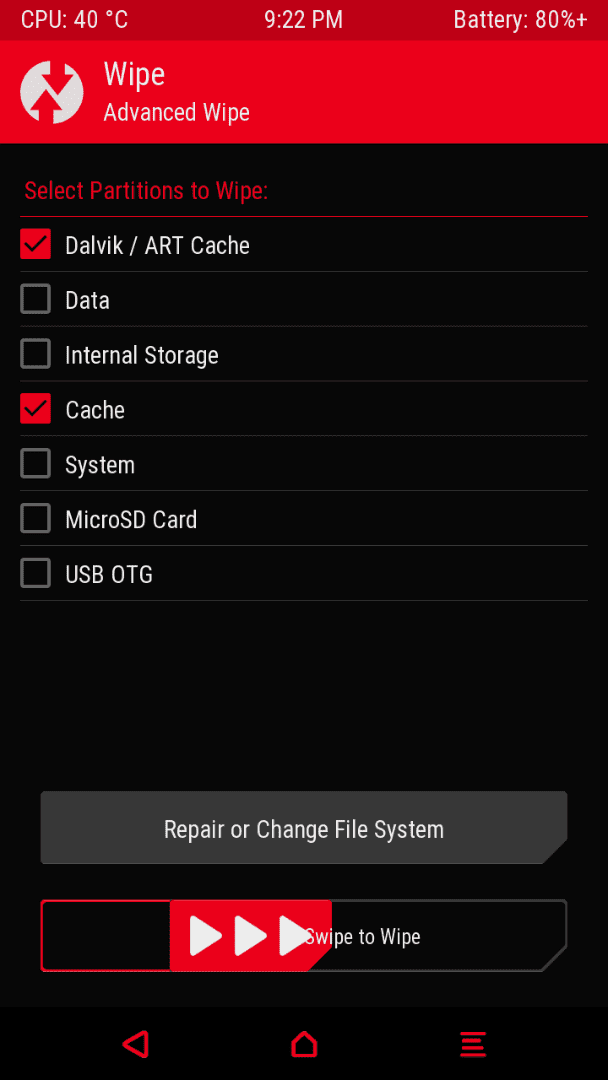 CPU: 40 °C 9:22 PM Battery: 80%+
Wipe
Advanced Wipe
Select Partitions to Wipe:
Dalvik / ART Cache
Data
Internal Storage
Cache
System
MicroSD Card
USB OTG
Repair or Change File System
Swipe to Wipe